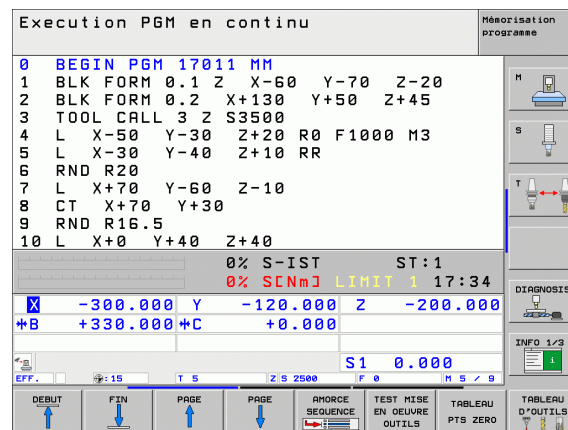 Execution PGM en continu
Mémorisation
programme
0 BEGIN PGM 17011 MM
1 BLK FORM 0.1 Z X-60 Y-70 Z-20
2 BLK FORM 0.2 X+130 Y+50 Z+45
3 TOOL CALL 3 Z S3500
4 L X-50 Y-30 Z+20 R0 F1000 M3
5 L X-30 Y-40 Z+10 RR
6 RND R20
7 L X+70 Y-60 Z-10
8 CT X+70 Y+30
9 RND R16.5
10 L X+0 Y+40 Z+40
M
S
T
DIAGNOSIS
INFO 1/3
0% S-IST ST:1
0% S[Nm] LIMIT 1 17:34
X -300.000 Y -120.000 Z -200.000
B +330.000 C +0.000
S1 0.000
EFF. :15 T 5 Z S 2500 F 0 M 5 / 9
DEBUT
FIN
PAGE
PAGE
AMORCE
SEQUENCE
TEST MISE
EN OEUVRE
OUTILS
TABLEAU
PTS ZERO
TABLEAU
D'OUTILS